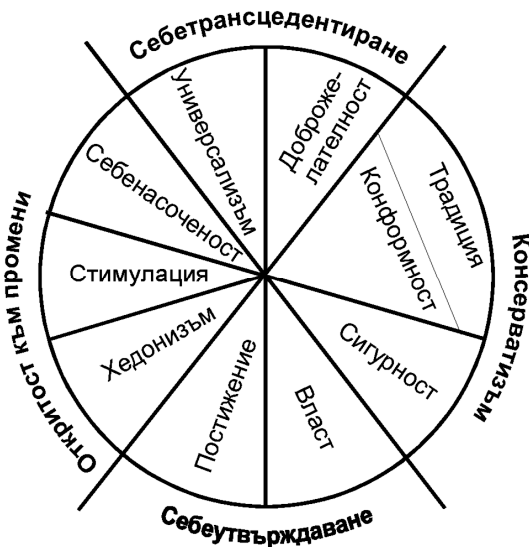 Себетрансцедентиране
Универсализъм
Доброже-
лателност
Себенасоченост
Традиция
Конформност
Откритост към промени
Консерватизъм
Стимулация
Хедонизъм
Сигурност
Постижение
Власт
Себеутвърждаване